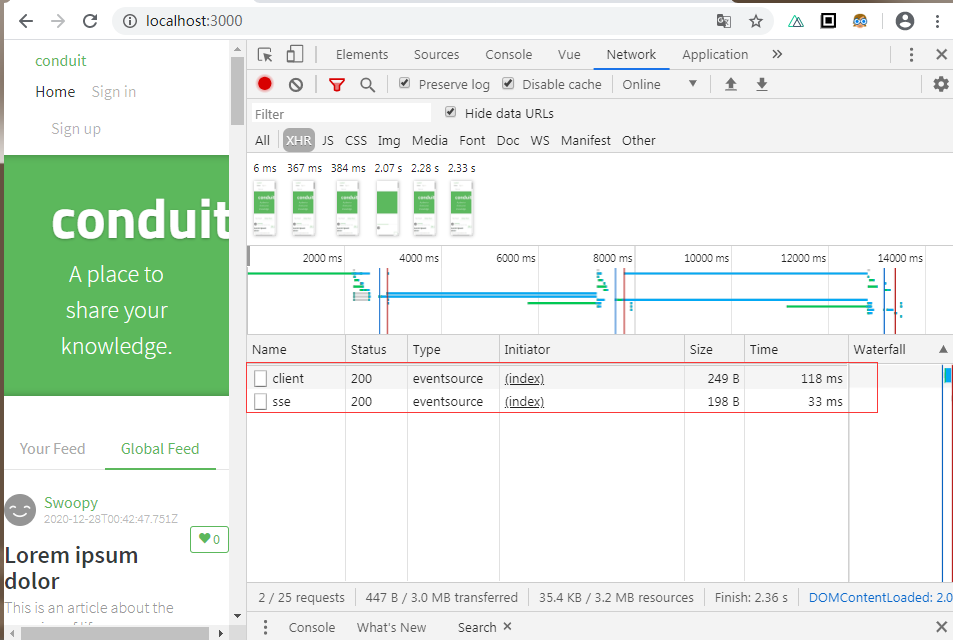 localhost:3000
conduit
Home Sign in
Sign up
conduit
A place to
share your
knowledge.
Your Feed Global Feed
Swoopy
2020-12-28T00:42:47.751Z
0
Lorem ipsum
dolor
This is an article about the
Elements Sources Console Vue Network Application
Preserve log Disable cache Online
Filter Hide data URLs
All XHR JS CSS Img Media Font Doc WS Manifest Other
6 ms 367 ms 384 ms 2.07 s 2.28 s 2.33 s
2000 ms 4000 ms 6000 ms 8000 ms 10000 ms 12000 ms 14000 ms
Name Status Type Initiator Size Time Waterfall
client 200 eventsource (index) 249 B 118 ms
sse 200 eventsource (index) 198 B 33 ms
2 / 25 requests 447 B / 3.0 MB transferred 35.4 KB / 3.2 MB resources Finish: 2.36 s DOMContentLoaded: 2.0
Console What's New Search